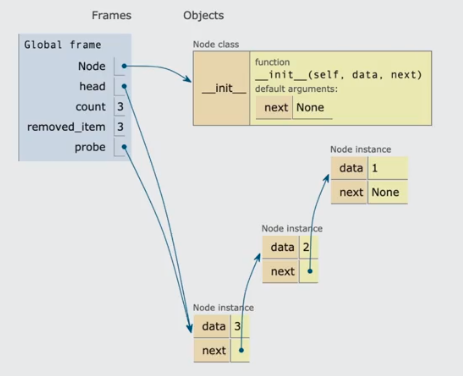 Frames Objects
Global frame
Node
head
count 3
removed_item 3
probe
Node class
__init__
function
__init__(self, data, next)
default arguments:
next None
Node instance
data 1
next None
Node instance
data 2
next
Node instance
data 3
next